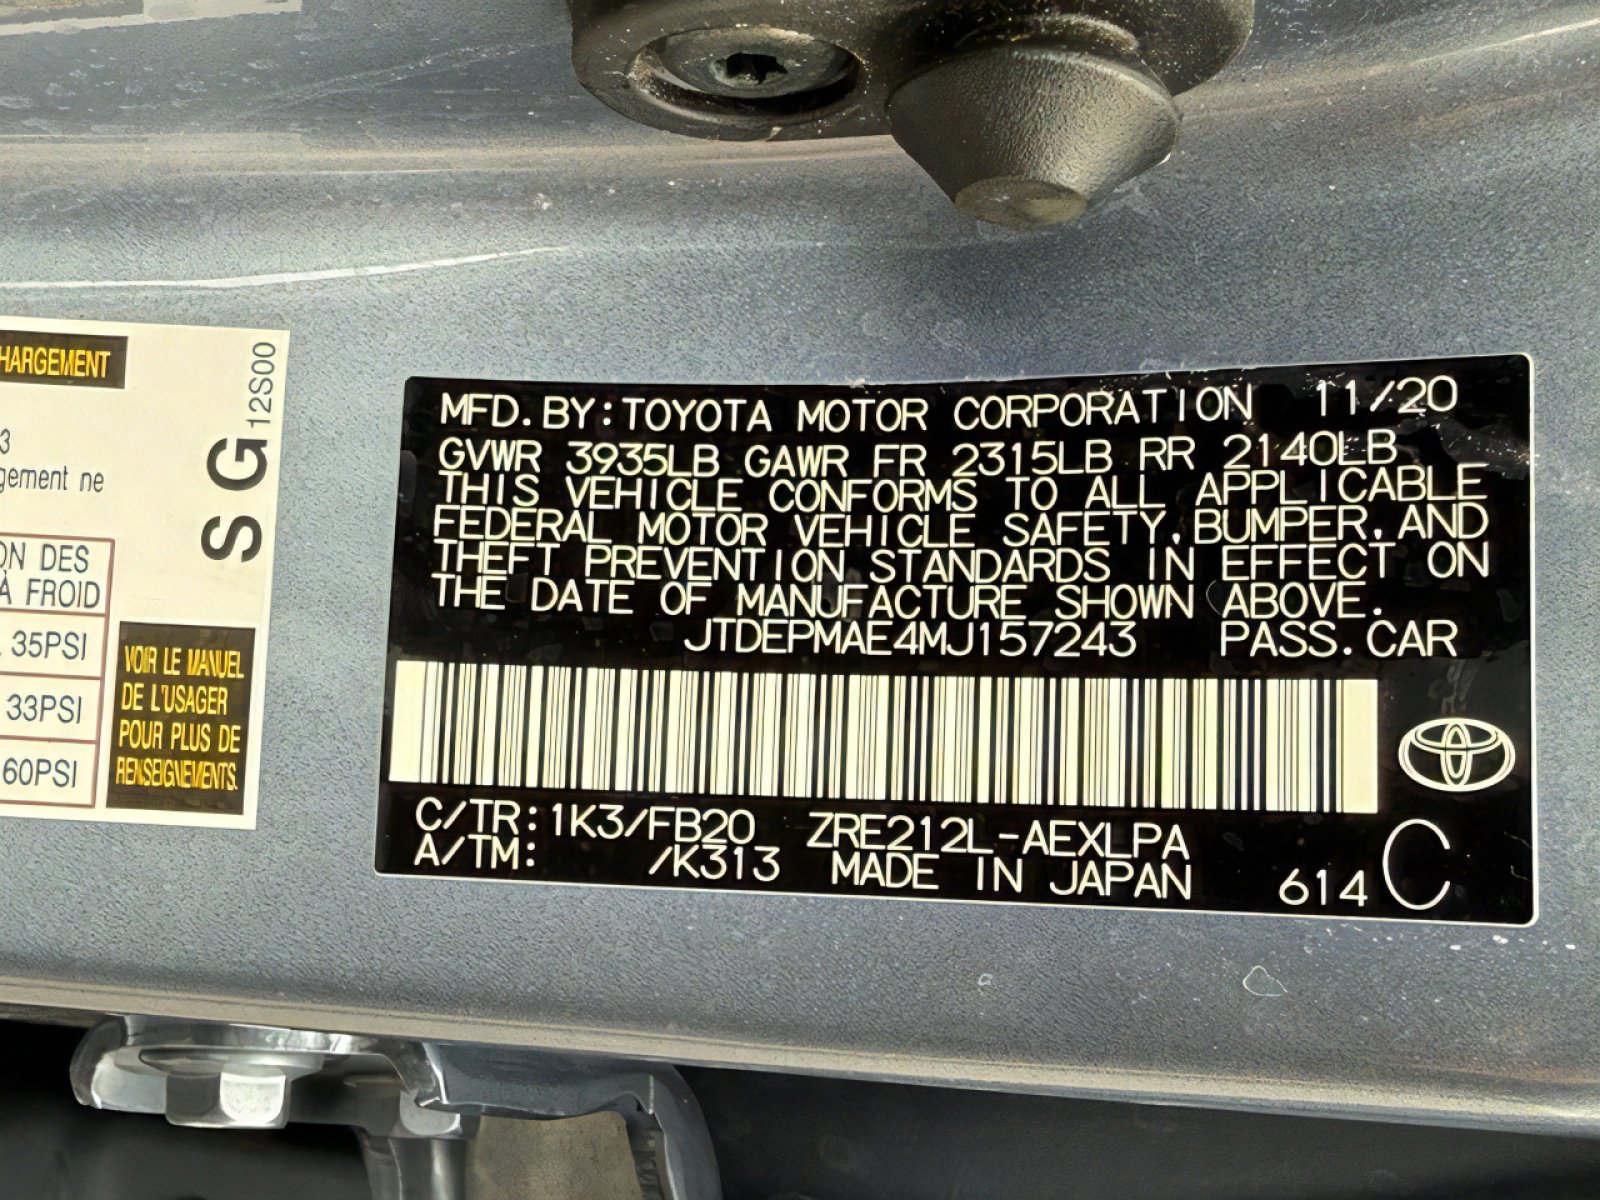 HARGEMENT
12S00
SG
3
gement ne
ON DES
À FROID
35PSI
33PSI
60PSI
VOIR LE MANUEL
DE L'USAGER
POUR PLUS DE
RENSEIGNEMENTS.
MFD.BY:TOYOTA MOTOR CORPORATION 11/20
GVWR 3935LB GAWR FR 2315LB RR 2140LB
THIS VEHICLE CONFORMS TO ALL APPLICABLE
FEDERAL MOTOR VEHICLE SAFETY,BUMPER,AND
THEFT PREVENTION STANDARDS IN EFFECT ON
THE DATE OF MANUFACTURE SHOWN ABOVE.
JTDEPMAE4MJ157243 PASS.CAR
C/TR:1K3/FB20 ZRE212L-AEXLPA
A/TM: /K313 MADE IN JAPAN 614 C